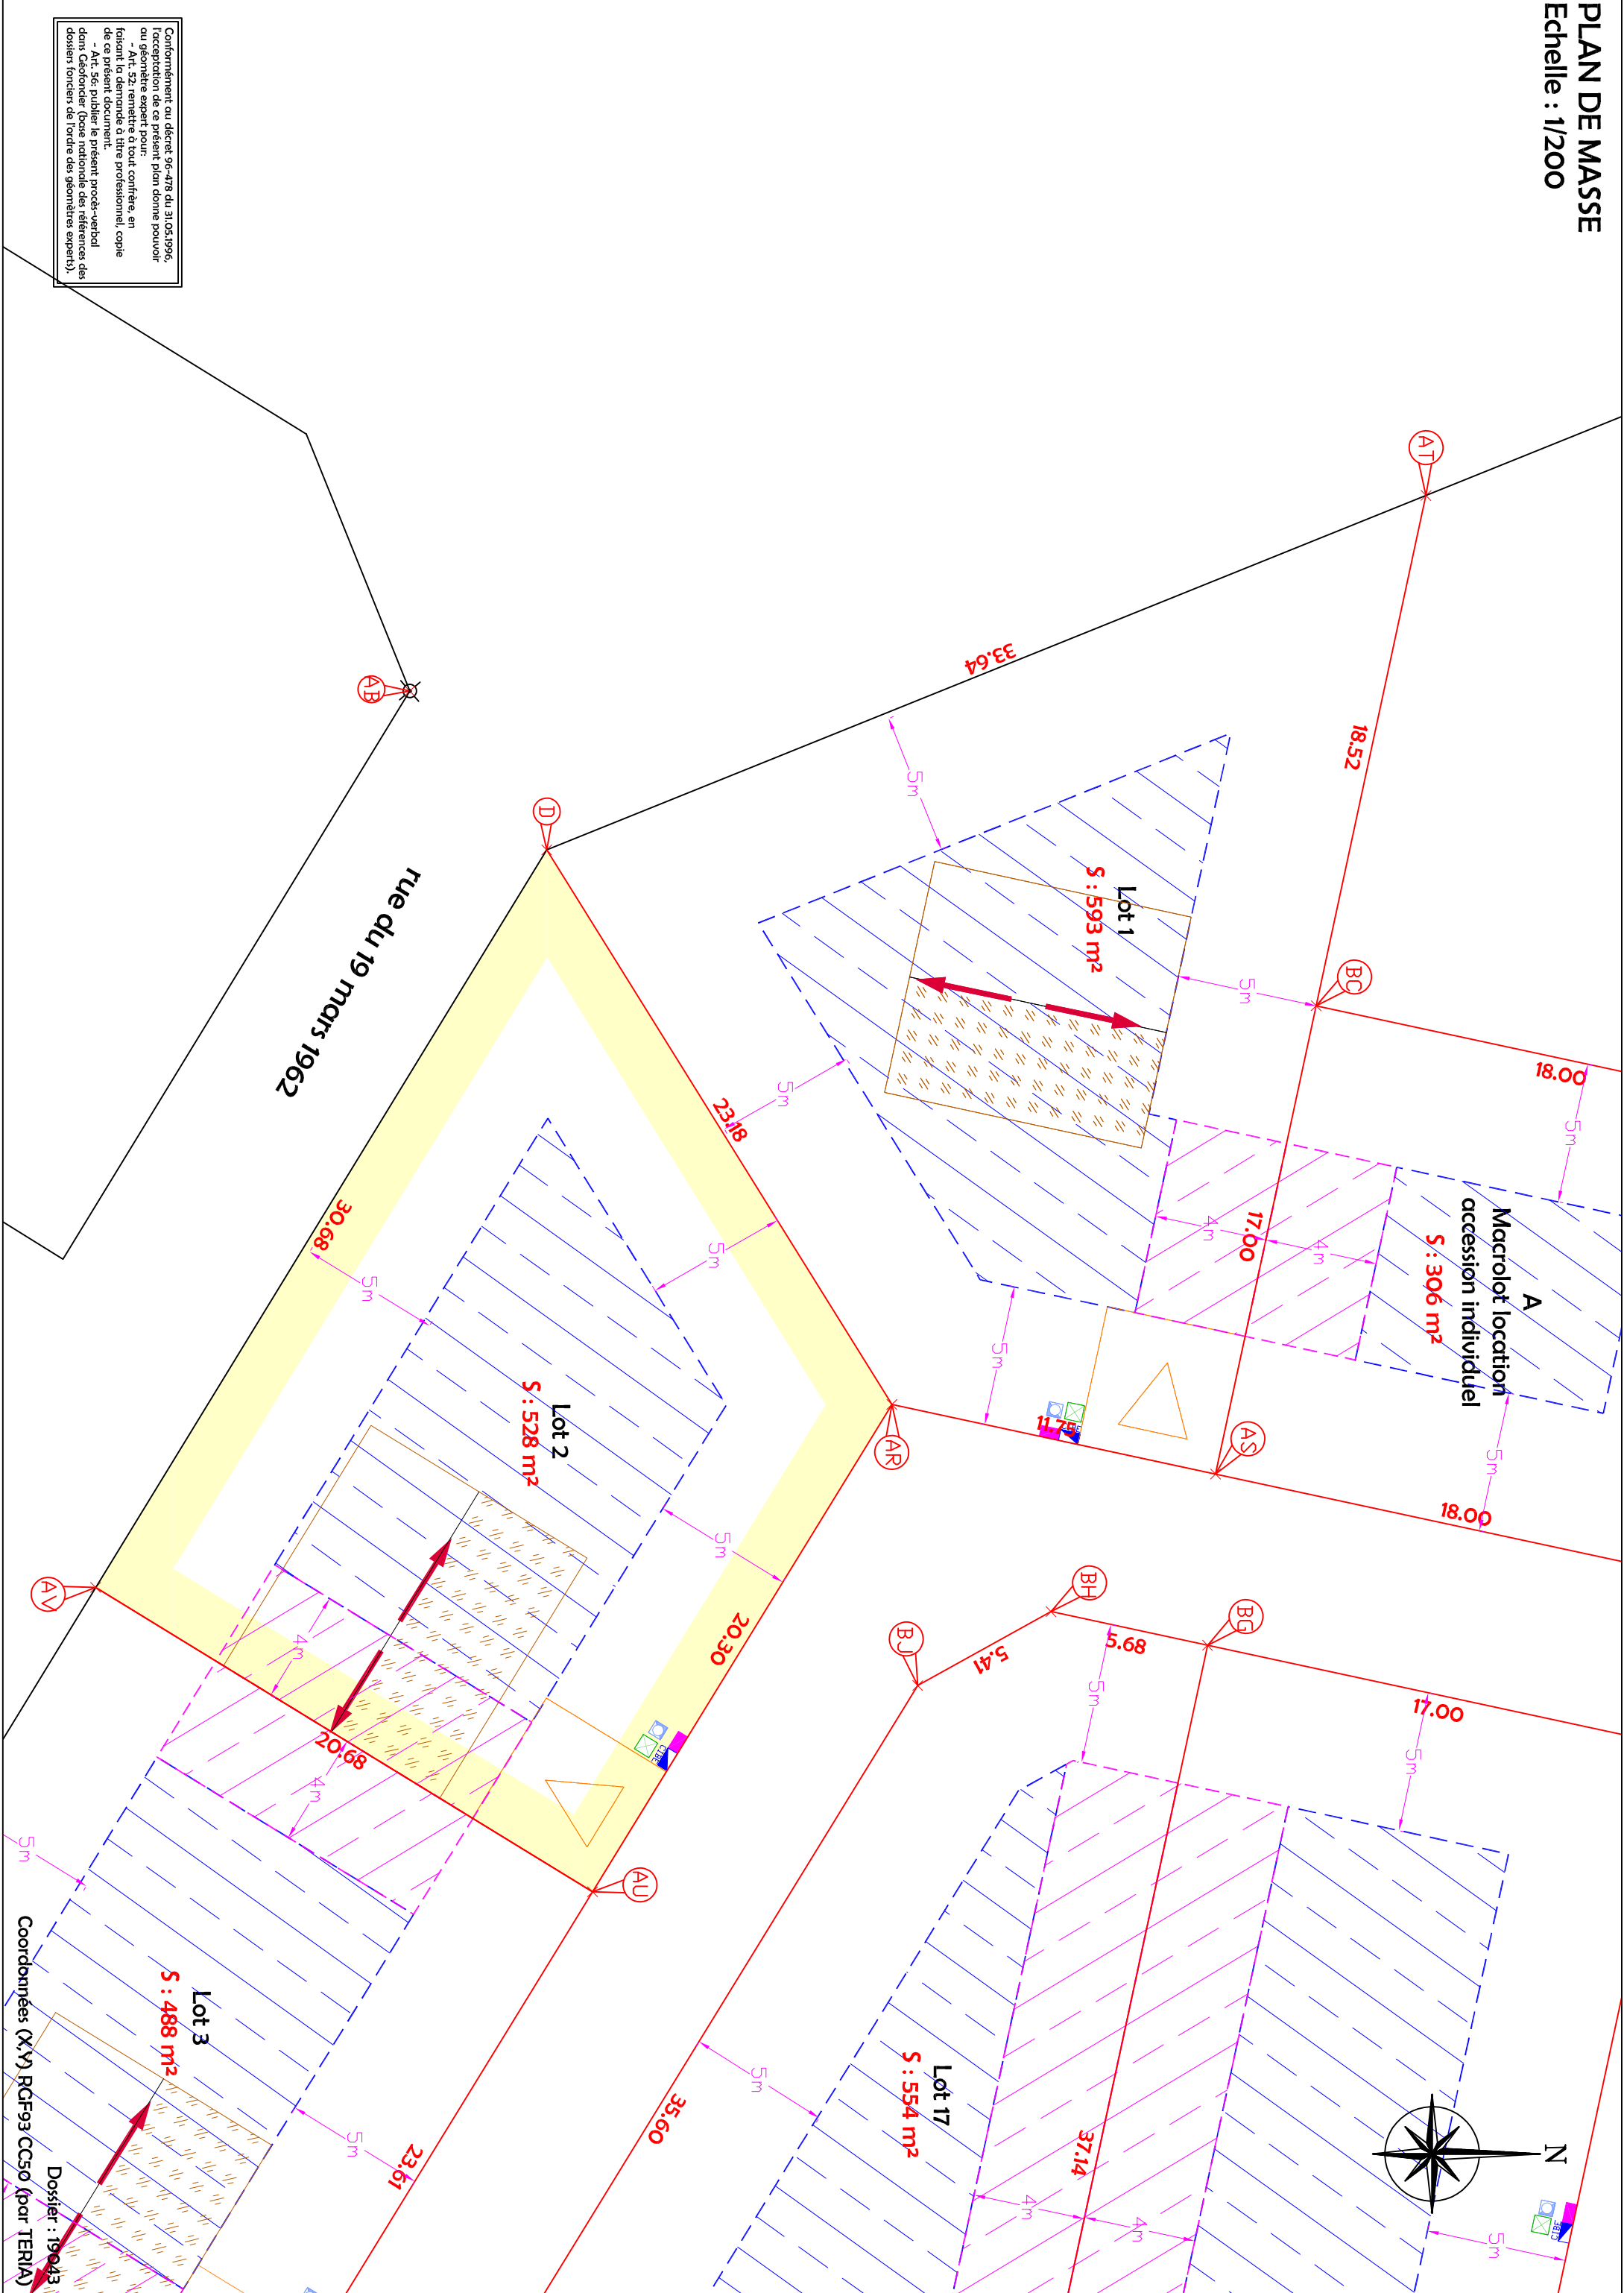 PLAN DE MASSE
Echelle : 1/200
Conformément au décret 96-478 du 31.05.1996,
l'acceptation de ce présent plan donne pouvoir
au géomètre expert pour:
- Art. 52: remettre à tout confrère, en
faisant la demande à titre professionnel, copie
de ce présent document.
- Art. 56: publier le présent procès-verbal
dans Géofoncier (base nationale des références des
dossiers fonciers de l'ordre des géomètres experts).
AT
33.64
18.52
AB
D
5m
rue du 19 mars 1962
Lot 1
S : 593 m²
BC
5m
18.00
5m
5m
23.18
A
Macrolot location
accession individuel
S : 306 m²
17.00
4m
4m
5m
30.68
5m
5m
11.75
AS
AR
5m
18.00
Lot 2
S : 528 m²
5m
AV
4m
20.30
BH
BG
BJ
5.41
5.68
5m
17.00
5m
CIBE
20.68
4m
AU
5m
Lot 3
S : 488 m²
5m
23.61
35.60
5m
Lot 17
S : 554 m²
37.14
4m
4m
N
CIBE
5m
Dossier : 19043
Coordonnées (X,Y) RGF93 CC50 (par TERIA)